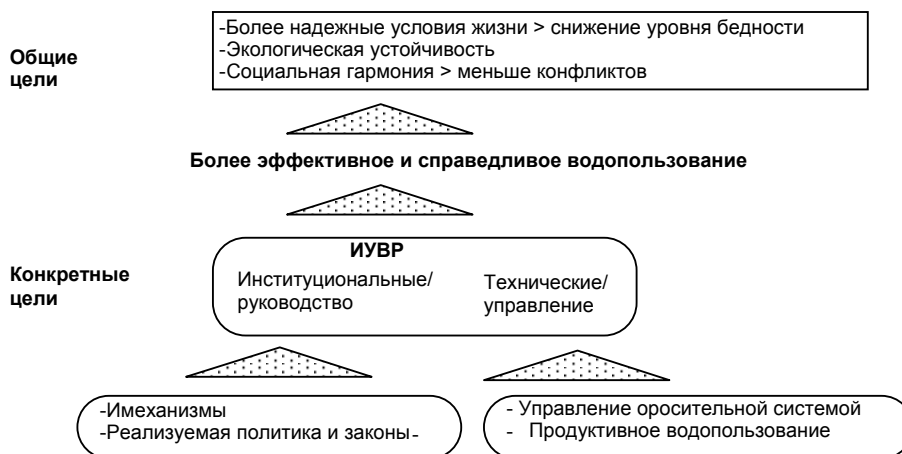 -Более надежные условия жизни > снижение уровня бедности
-Экологическая устойчивость
-Социальная гармония > меньше конфликтов
Общие
цели
Более эффективное и справедливое водопользование
ИУВР
Институциональные/
руководство
Технические/
управление
Конкретные
цели
-Имеханизмы
-Реализуемая политика и законы-
- Управление оросительной системой
- Продуктивное водопользование